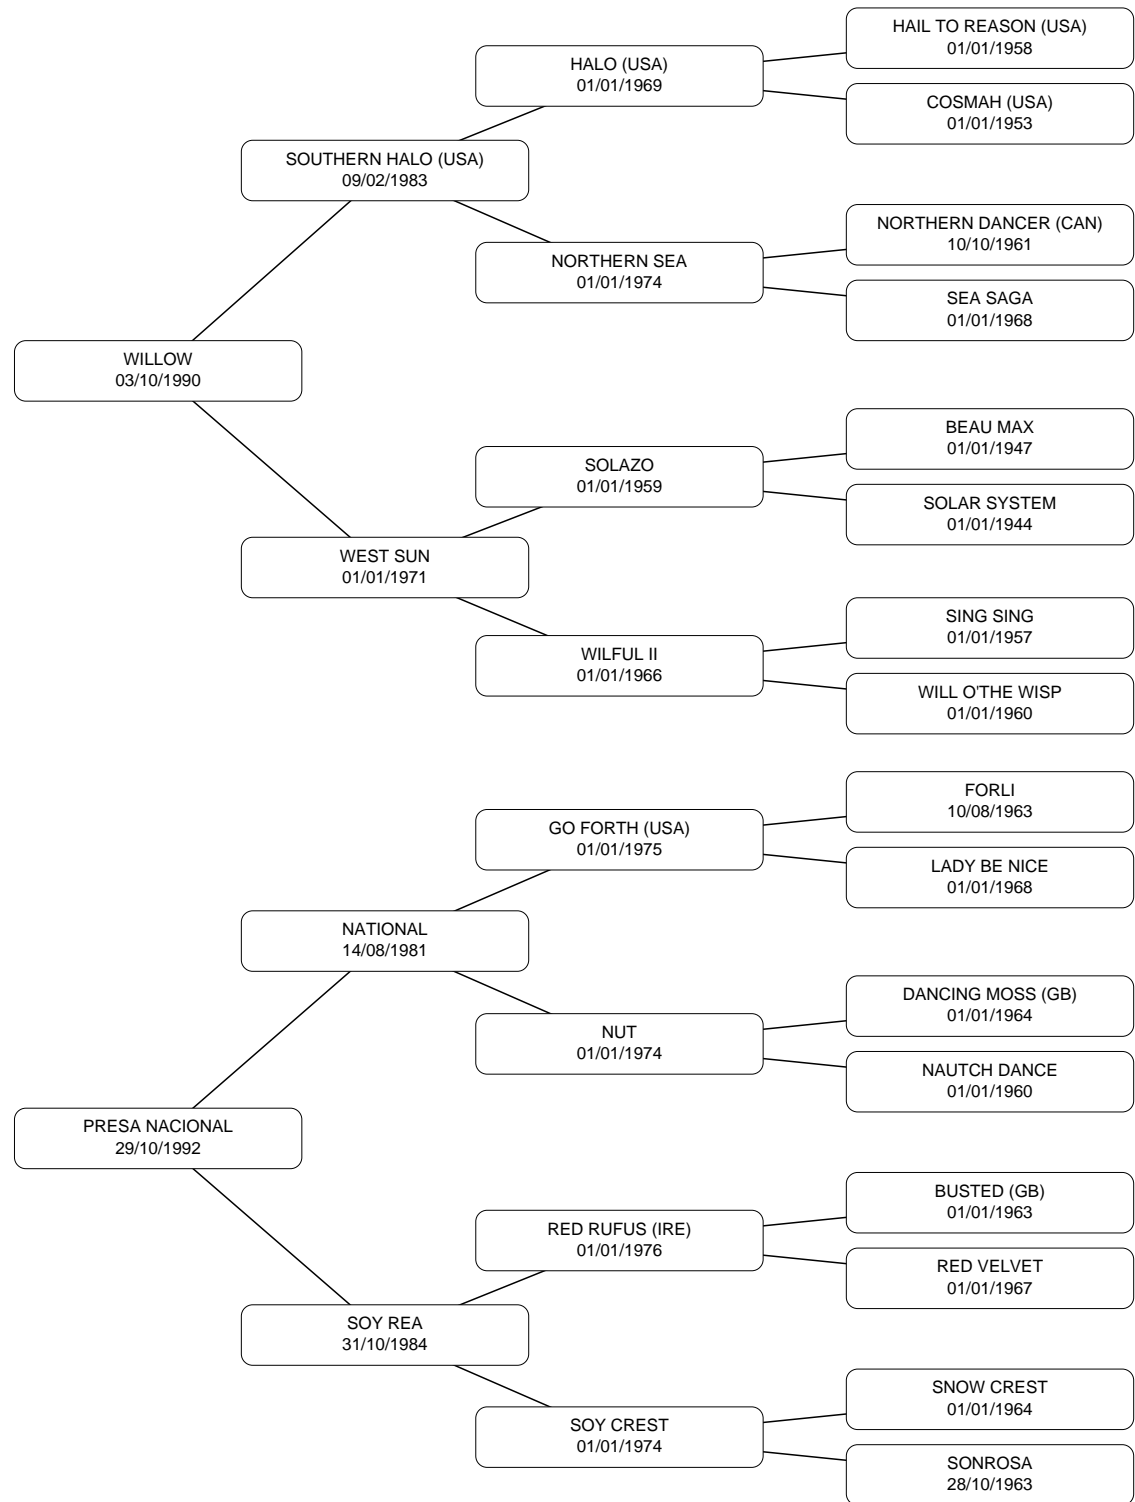 HAIL TO REASON (USA)
01/01/1958
HALO (USA)
01/01/1969
COSMAH (USA)
01/01/1953
SOUTHERN HALO (USA)
09/02/1983
NORTHERN DANCER (CAN)
10/10/1961
NORTHERN SEA
01/01/1974
SEA SAGA
01/01/1968
WILLOW
03/10/1990
BEAU MAX
01/01/1947
SOLAZO
01/01/1959
SOLAR SYSTEM
01/01/1944
WEST SUN
01/01/1971
SING SING
01/01/1957
WILFUL II
01/01/1966
WILL O'THE WISP
01/01/1960
FORLI
10/08/1963
GO FORTH (USA)
01/01/1975
LADY BE NICE
01/01/1968
NATIONAL
14/08/1981
DANCING MOSS (GB)
01/01/1964
NUT
01/01/1974
NAUTCH DANCE
01/01/1960
PRESA NACIONAL
29/10/1992
BUSTED (GB)
01/01/1963
RED RUFUS (IRE)
01/01/1976
RED VELVET
01/01/1967
SOY REA
31/10/1984
SNOW CREST
01/01/1964
SOY CREST
01/01/1974
SONROSA
28/10/1963